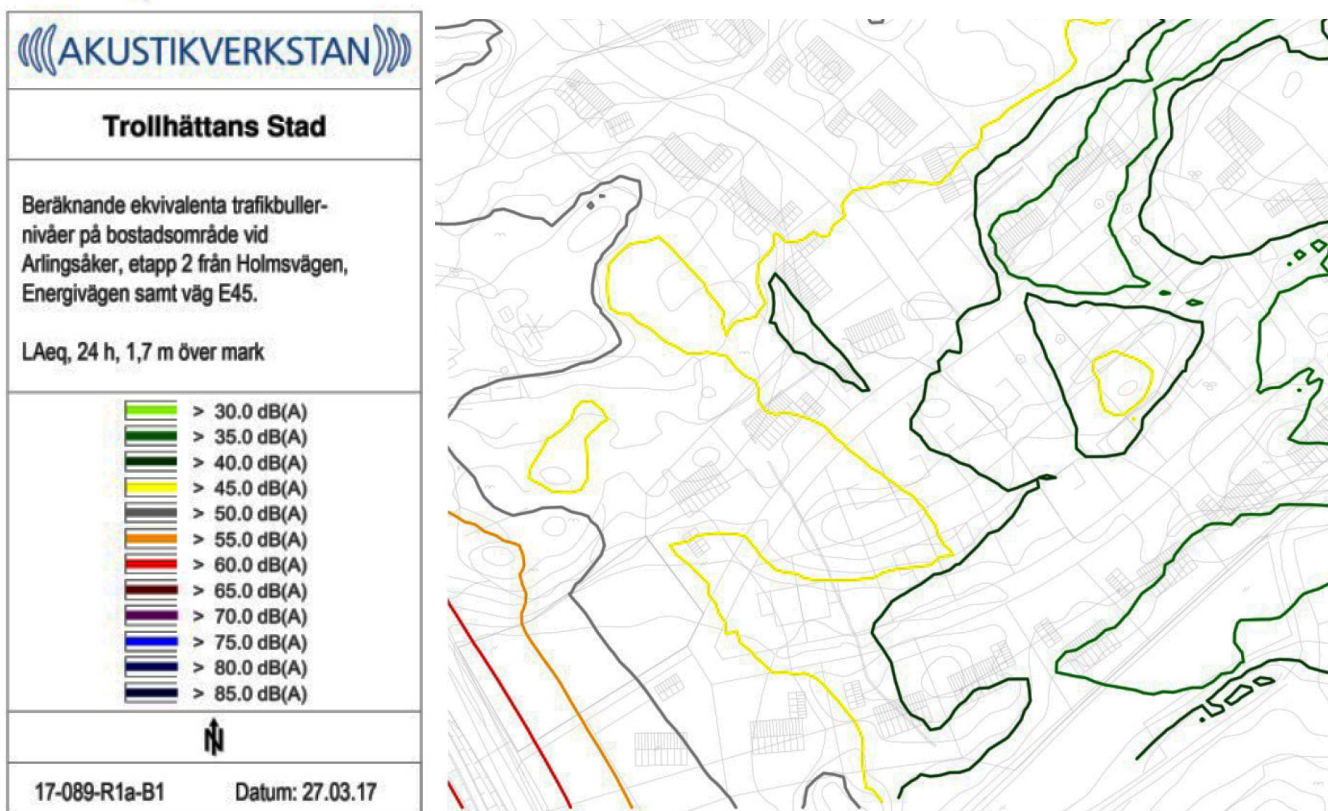 AKUSTIKVERKSTAN
Trollhättans Stad
Beräknande ekvivalenta trafikbuller-
nivåer på bostadsområde vid
Arlingsåker, etapp 2 från Holmsvägen,
Energivägen samt väg E45.
LAeq, 24 h, 1,7 m över mark
> 30.0 dB(A)
> 35.0 dB(A)
> 40.0 dB(A)
> 45.0 dB(A)
> 50.0 dB(A)
> 55.0 dB(A)
> 60.0 dB(A)
> 65.0 dB(A)
> 70.0 dB(A)
> 75.0 dB(A)
> 80.0 dB(A)
> 85.0 dB(A)
N
17-089-R1a-B1 Datum: 27.03.17